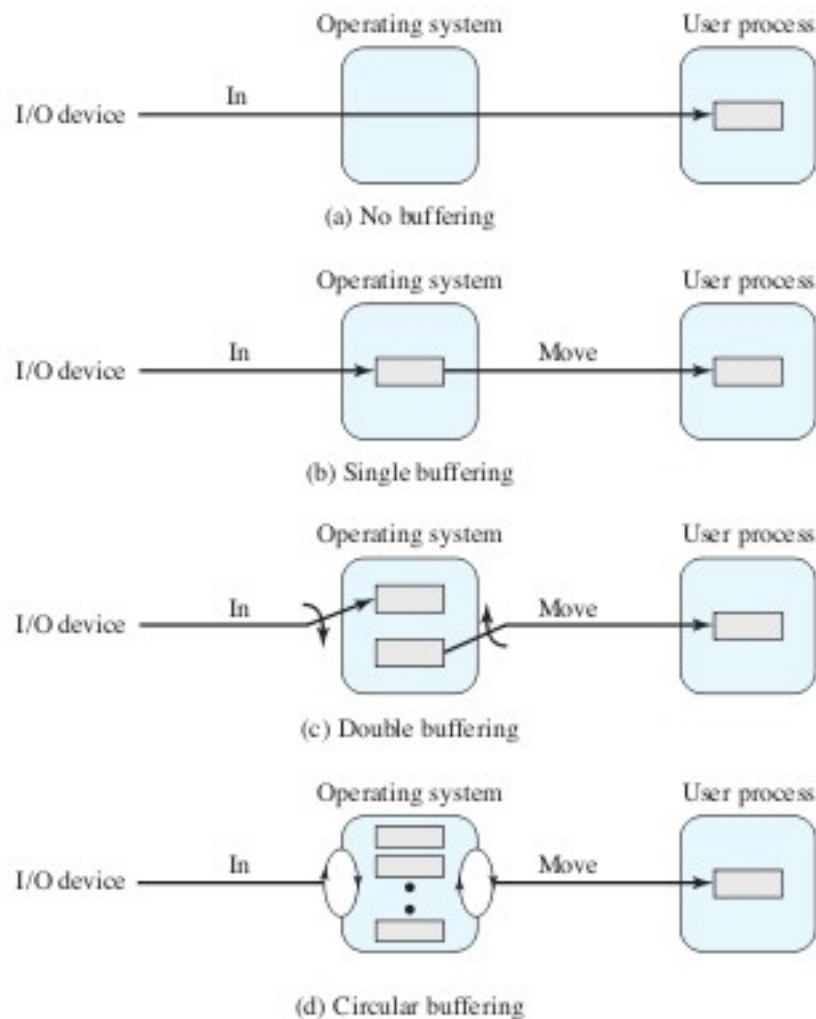 Operating system User process
In
I/O device
(a) No buffering
Operating system User process
In Move
I/O device
(b) Single buffering
Operating system User process
In Move
I/O device
(c) Double buffering
Operating system User process
In Move
I/O device
(d) Circular buffering